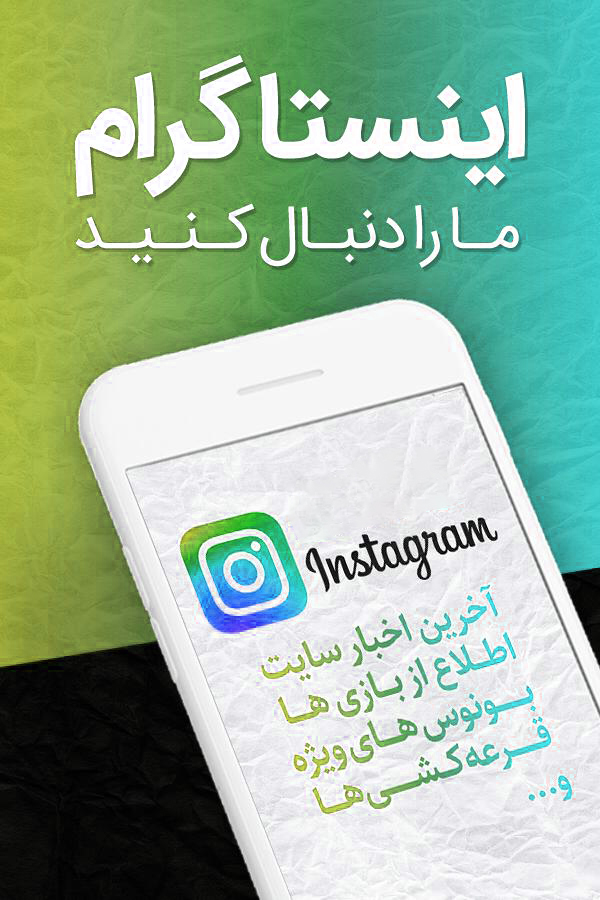 اینستاگرام
ما را دنبال کنید
Instagram
آخرین اخبار سایت
اطلاع از بازی ها
بونوس های ویژه
قرعه کشی ها
و...